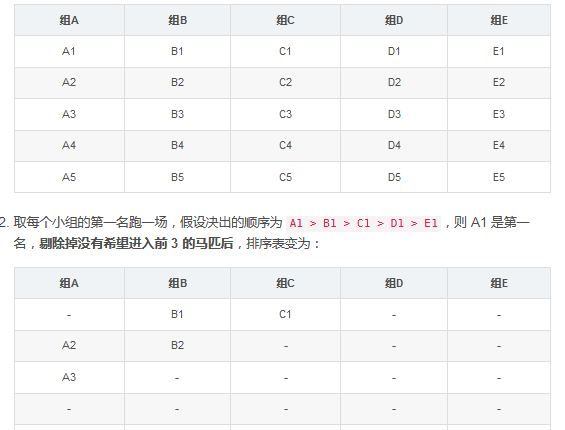 组A 组B 组C 组D 组E
A1 B1 C1 D1 E1
A2 B2 C2 D2 E2
A3 B3 C3 D3 E3
A4 B4 C4 D4 E4
A5 B5 C5 D5 E5
2. 取每个小组的第一名跑一场，假设决出的顺序为 A1 > B1 > C1 > D1 > E1，则 A1 是第一
名，剔除掉没有希望进入前 3 的马匹后，排序表变为：
组A 组B 组C 组D 组E
- B1 C1 - -
A2 B2 - - -
A3 - - - -
- - - - -